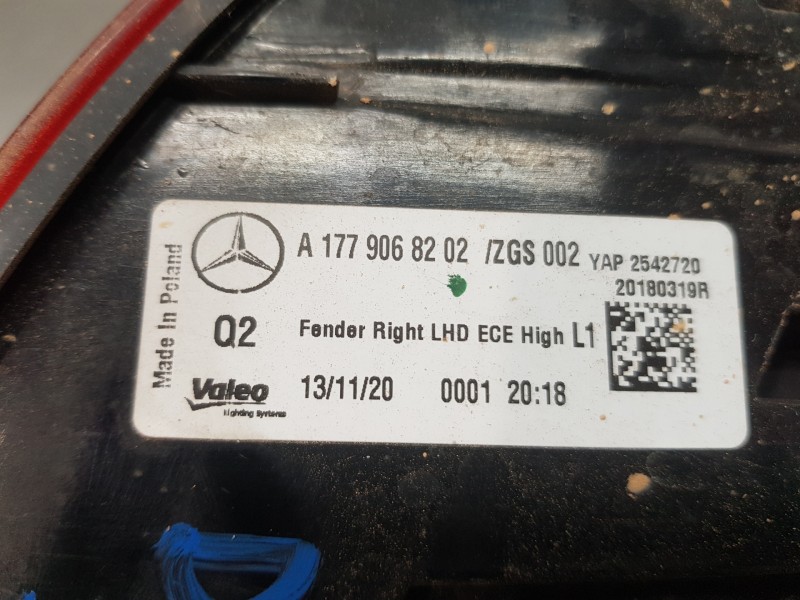 Made In Poland
A 177 906 82 02 /ZGS 002 YAP 2542720
20180319R
Q2 Fender Right LHD ECE High L1
Valeo 13/11/20 0001 20:18
Lighting Systems